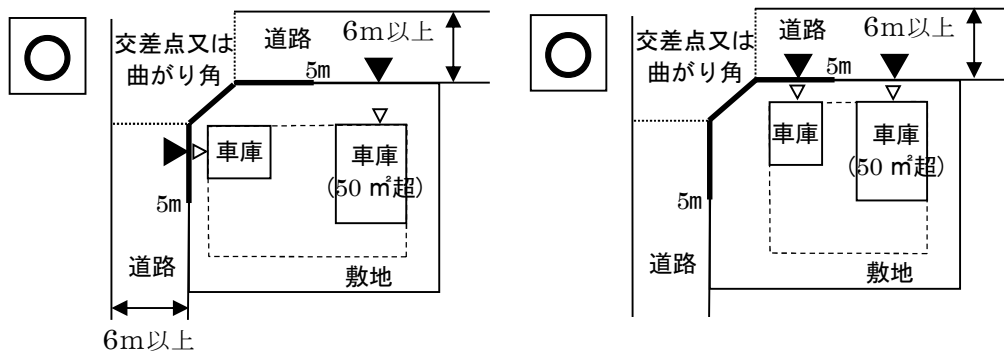 交差点又は
曲がり角
道路
6m以上
5m
車庫
車庫
(50 ㎡超)
5m
道路
敷地
6m以上
交差点又は
曲がり角
道路
6m以上
5m
車庫
車庫
(50 ㎡超)
5m
道路
敷地